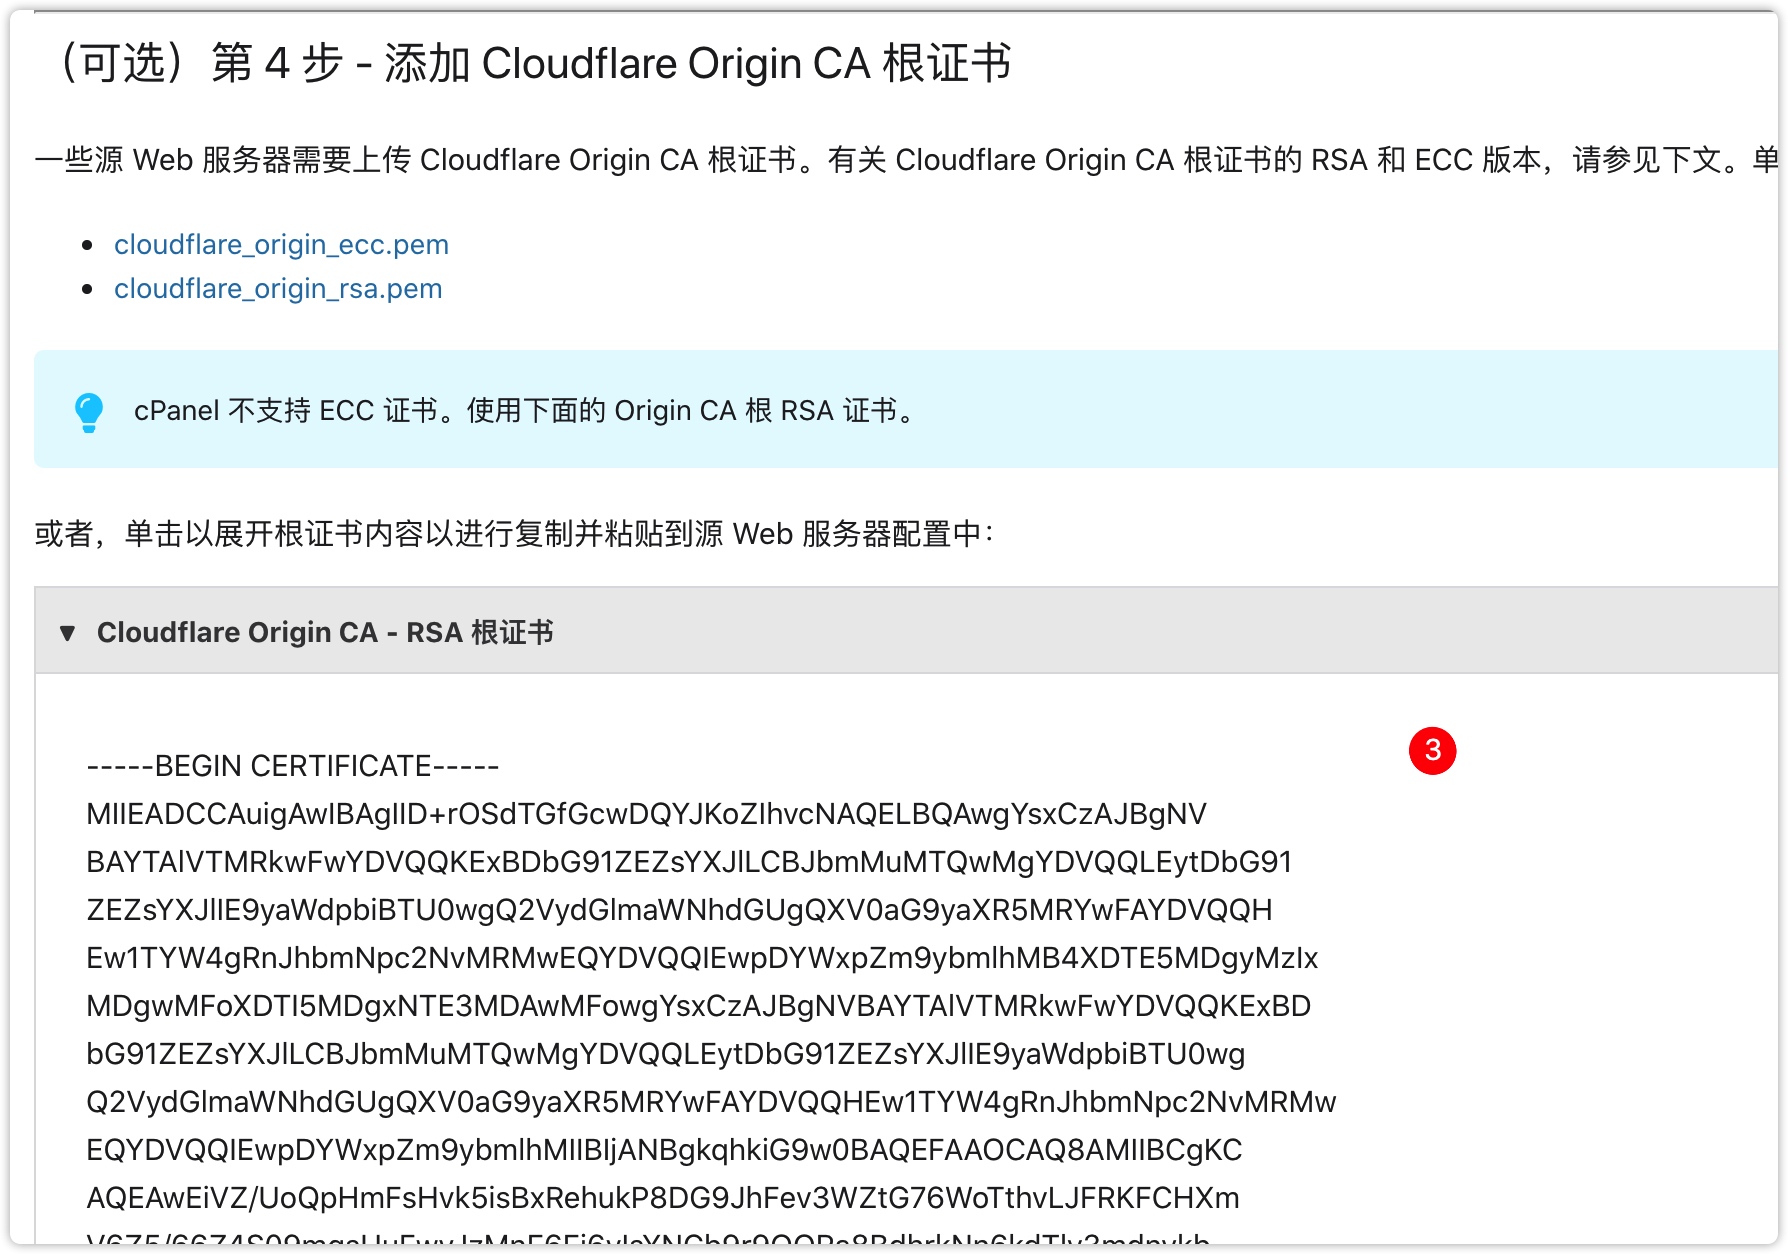 （可选）第 4 步 - 添加 Cloudflare Origin CA 根证书
一些源 Web 服务器需要上传 Cloudflare Origin CA 根证书。有关 Cloudflare Origin CA 根证书的 RSA 和 ECC 版本，请参见下文。单
cloudflare_origin_ecc.pem
cloudflare_origin_rsa.pem
cPanel 不支持 ECC 证书。使用下面的 Origin CA 根 RSA 证书。
或者，单击以展开根证书内容以进行复制并粘贴到源 Web 服务器配置中：
▼ Cloudflare Origin CA - RSA 根证书
3
-----BEGIN CERTIFICATE-----
MIIEADCCAuigAwIBAgIID+rOSdTGfGcwDQYJKoZIhvcNAQELBQAwgYsxCzAJBgNV
BAYTAlVTMRkwFwYDVQQKExBDbG91ZEZsYXJlLCBJbmMuMTQwMgYDVQQLEytDbG91
ZEZsYXJlIE9yaWdpbiBTU0wgQ2VydGlmaWNhdGUgQXV0aG9yaXR5MRYwFAYDVQQH
Ew1TYW4gRnJhbmNpc2NvMRMwEQYDVQQIEwpDYWxpZm9ybmlhMB4XDTE5MDgyMzIx
MDgwMFoXDTI5MDgxNTE3MDAwMFowgYsxCzAJBgNVBAYTAlVTMRkwFwYDVQQKExBD
bG91ZEZsYXJlLCBJbmMuMTQwMgYDVQQLEytDbG91ZEZsYXJlIE9yaWdpbiBTU0wg
Q2VydGlmaWNhdGUgQXV0aG9yaXR5MRYwFAYDVQQHEw1TYW4gRnJhbmNpc2NvMRMw
EQYDVQQIEwpDYWxpZm9ybmlhMIIBIjANBgkqhkiG9w0BAQEFAAOCAQ8AMIIBCgKC
AQEAwEiVZ/UoQpHmFsHvk5isBxRehukP8DG9JhFev3WZtG76WoTthvLJFRKFCHXm